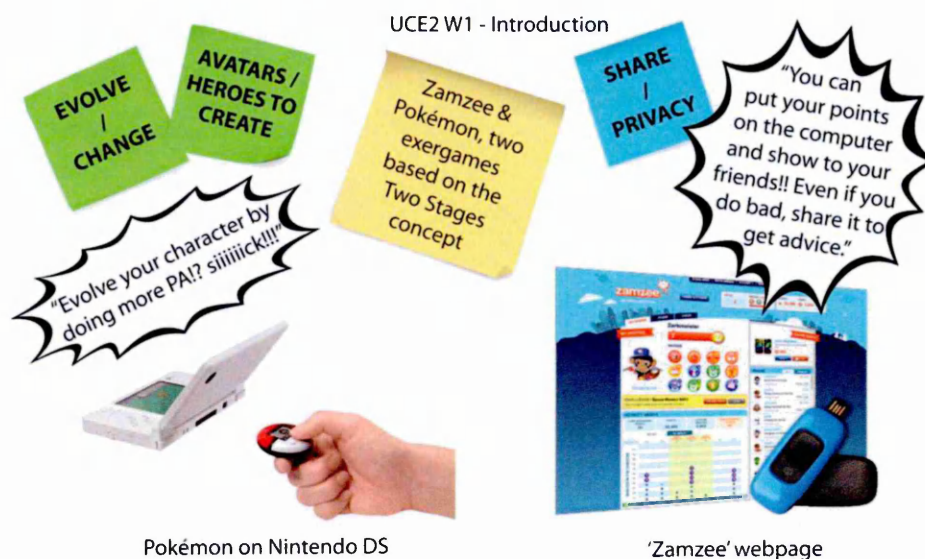 UCE2 W1 - Introduction
EVOLVE
/
CHANGE
AVATARS /
HEROES TO
CREATE
Zamzee &
Pokémon, two
exergames
based on the
Two Stages
concept
SHARE
/
PRIVACY
"You can
put your points
on the computer
and show to your
friends!! Even if you
do bad, share it to
get advice."
"Evolve your character by
doing more PA!? siiiiiick!!!"
zamzee
Pokémon on Nintendo DS
'Zamzee' webpage